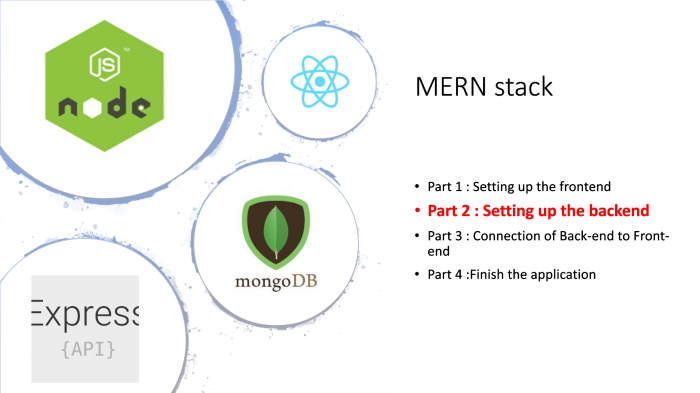 JS
TM
node
MERN stack
• Part 1 : Setting up the frontend
• Part 2 : Setting up the backend
• Part 3 : Connection of Back-end to Front-
end
• Part 4 :Finish the application
mongoDB
Express
{API}